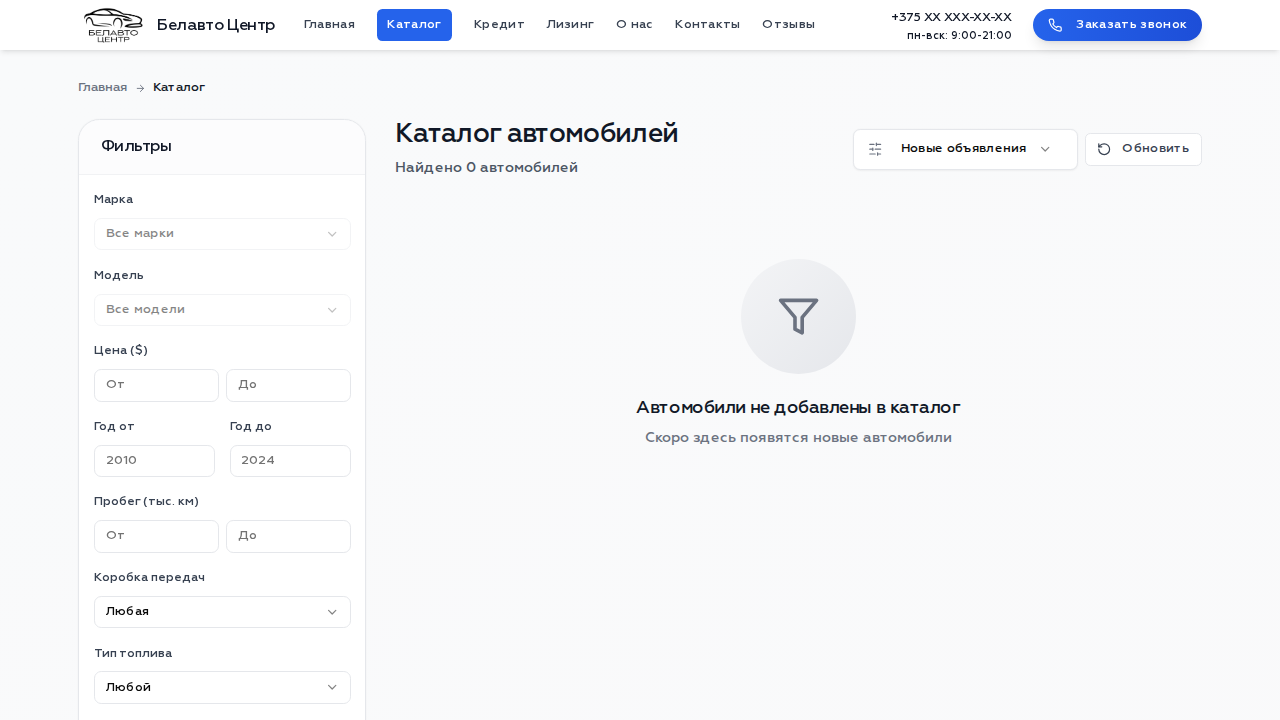 БЕЛАВТО
ЦЕНТР
Белавто Центр
Главная
Каталог
Кредит
Лизинг
О нас
Контакты
Отзывы
+375 XX XXX-XX-XX
пн-вск: 9:00-21:00
Заказать звонок
Главная → Каталог
Фильтры
Марка
Все марки
Модель
Все модели
Цена ($)
От
До
Год от
Год до
2010
2024
Пробег (тыс. км)
От
До
Коробка передач
Любая
Тип топлива
Любой
Каталог автомобилей
Найдено 0 автомобилей
Новые объявления
Обновить
Автомобили не добавлены в каталог
Скоро здесь появятся новые автомобили